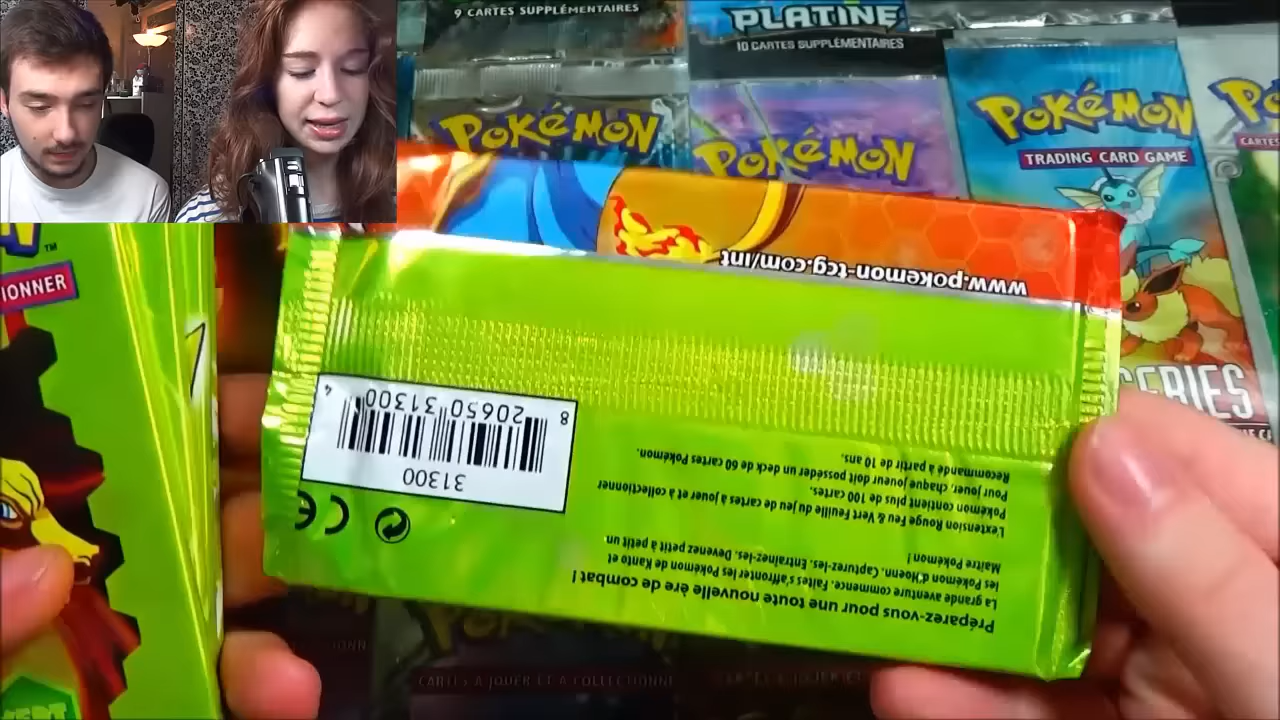 9 CARTES SUPPLÉMENTAIRES
PLATINE
10 CARTES SUPPLÉMENTAIRES
POKéMON
POKéMON
POKéMON
TRADING CARD GAME
CARTES
SERIES
TM
IONNER
www.pokemon-tcg.com/int
Préparez-vous pour une toute nouvelle ère de combat !
La grande aventure commence. Faites s'affronter les Pokémon de Kanto et
les Pokémon d'Hoenn. Capturez-les. Entraînez-les. Devenez petit à petit un
Maître Pokémon !
L'extension Rouge Feu & Vert Feuille du jeu de cartes à jouer et à collectionner
Pokémon contient plus de 100 cartes.
Pour jouer, chaque joueur doit posséder un deck de 60 cartes Pokémon.
Recommandé à partir de 10 ans.
31300
8 20650 31300 4
CE
CARTES À JOUER ET À COLLECTIONN